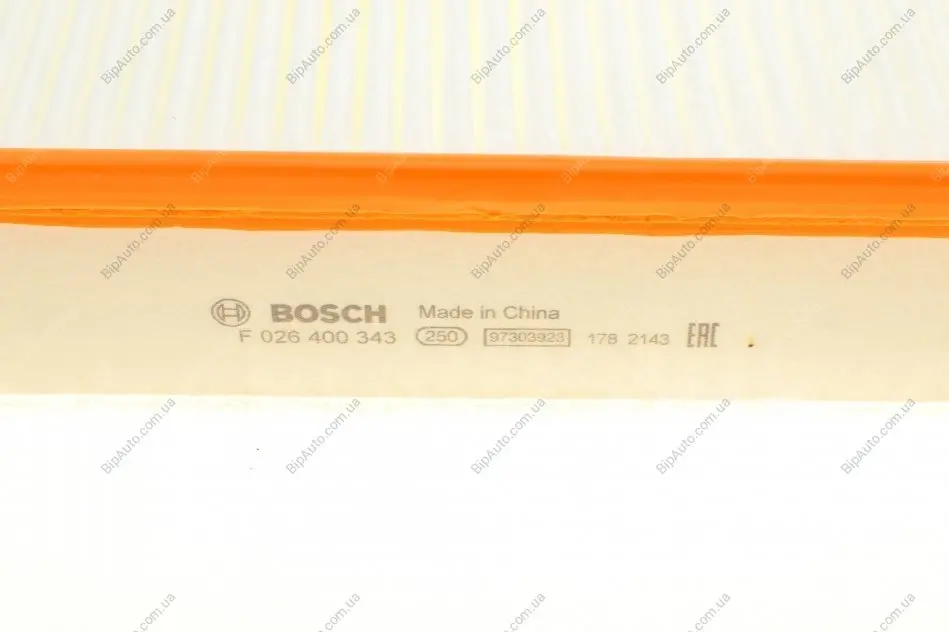 BOSCH Made in China
F 026 400 343 250 97303923 178 2143 EAC
BipAuto.com.ua